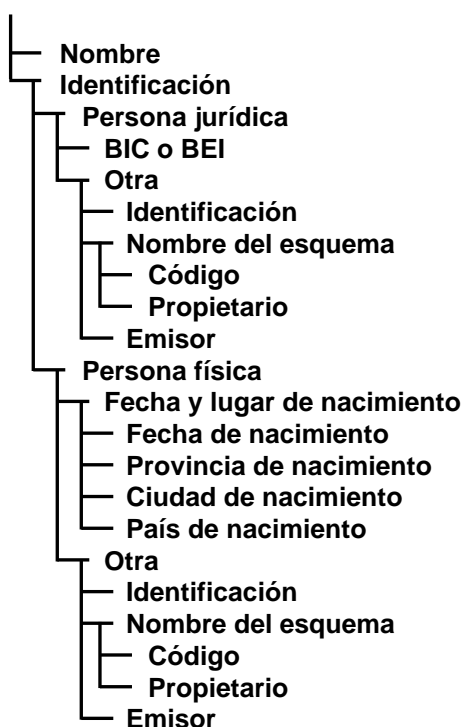 Nombre
Identificación
Persona jurídica
BIC o BEI
Otra
Identificación
Nombre del esquema
Código
Propietario
Emisor
Persona física
Fecha y lugar de nacimiento
Fecha de nacimiento
Provincia de nacimiento
Ciudad de nacimiento
País de nacimiento
Otra
Identificación
Nombre del esquema
Código
Propietario
Emisor